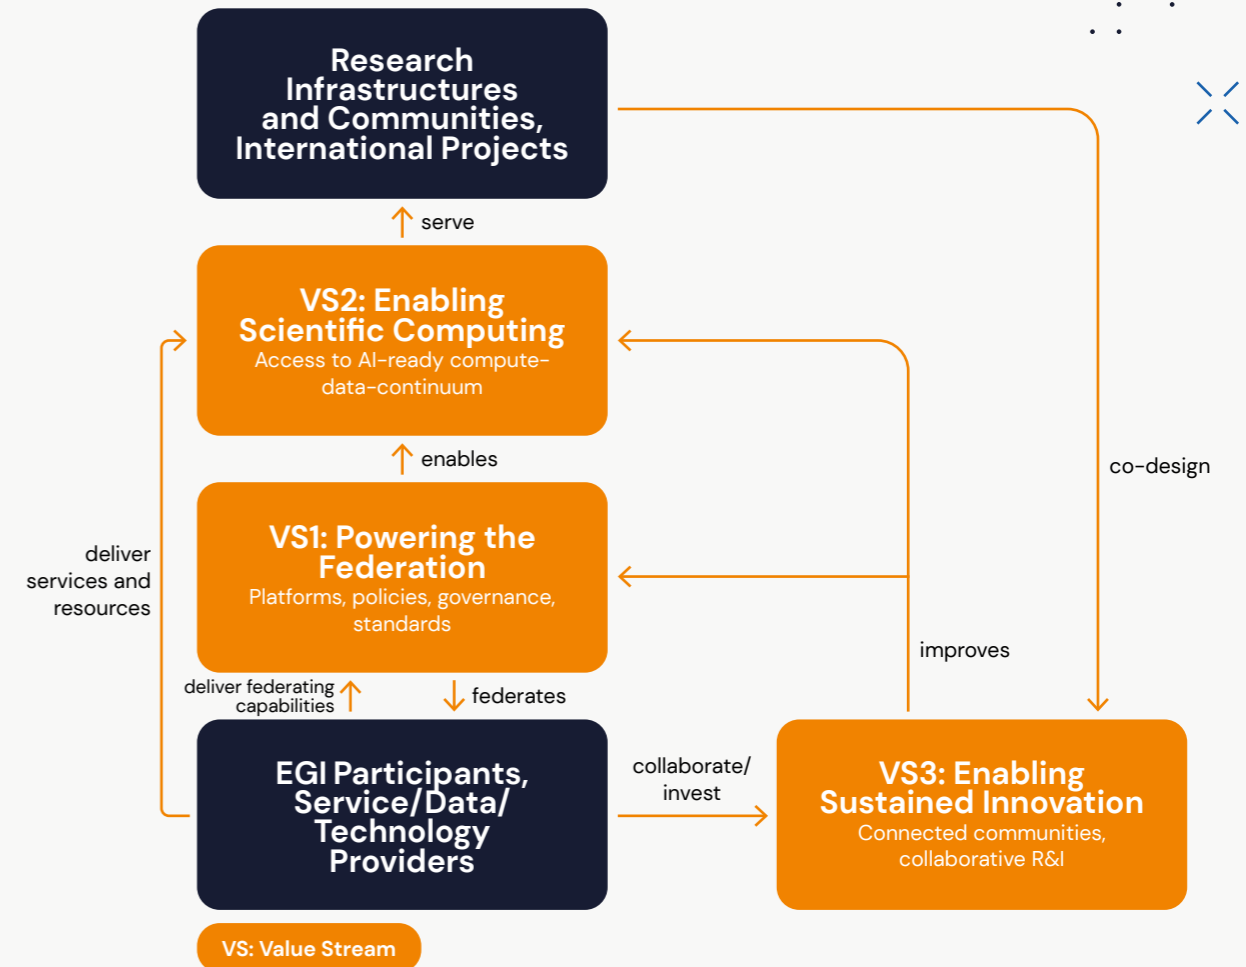 Research
Infrastructures
and Communities,
International Projects
serve
VS2: Enabling
Scientific Computing
Access to AI-ready compute-
data-continuum
enables
co-design
VS1: Powering the
Federation
Platforms, policies, governance,
standards
deliver
services and
resources
improves
deliver federating
capabilities
federates
EGI Participants,
Service/Data/
Technology
Providers
collaborate/
invest
VS3: Enabling
Sustained Innovation
Connected communities,
collaborative R&I
VS: Value Stream